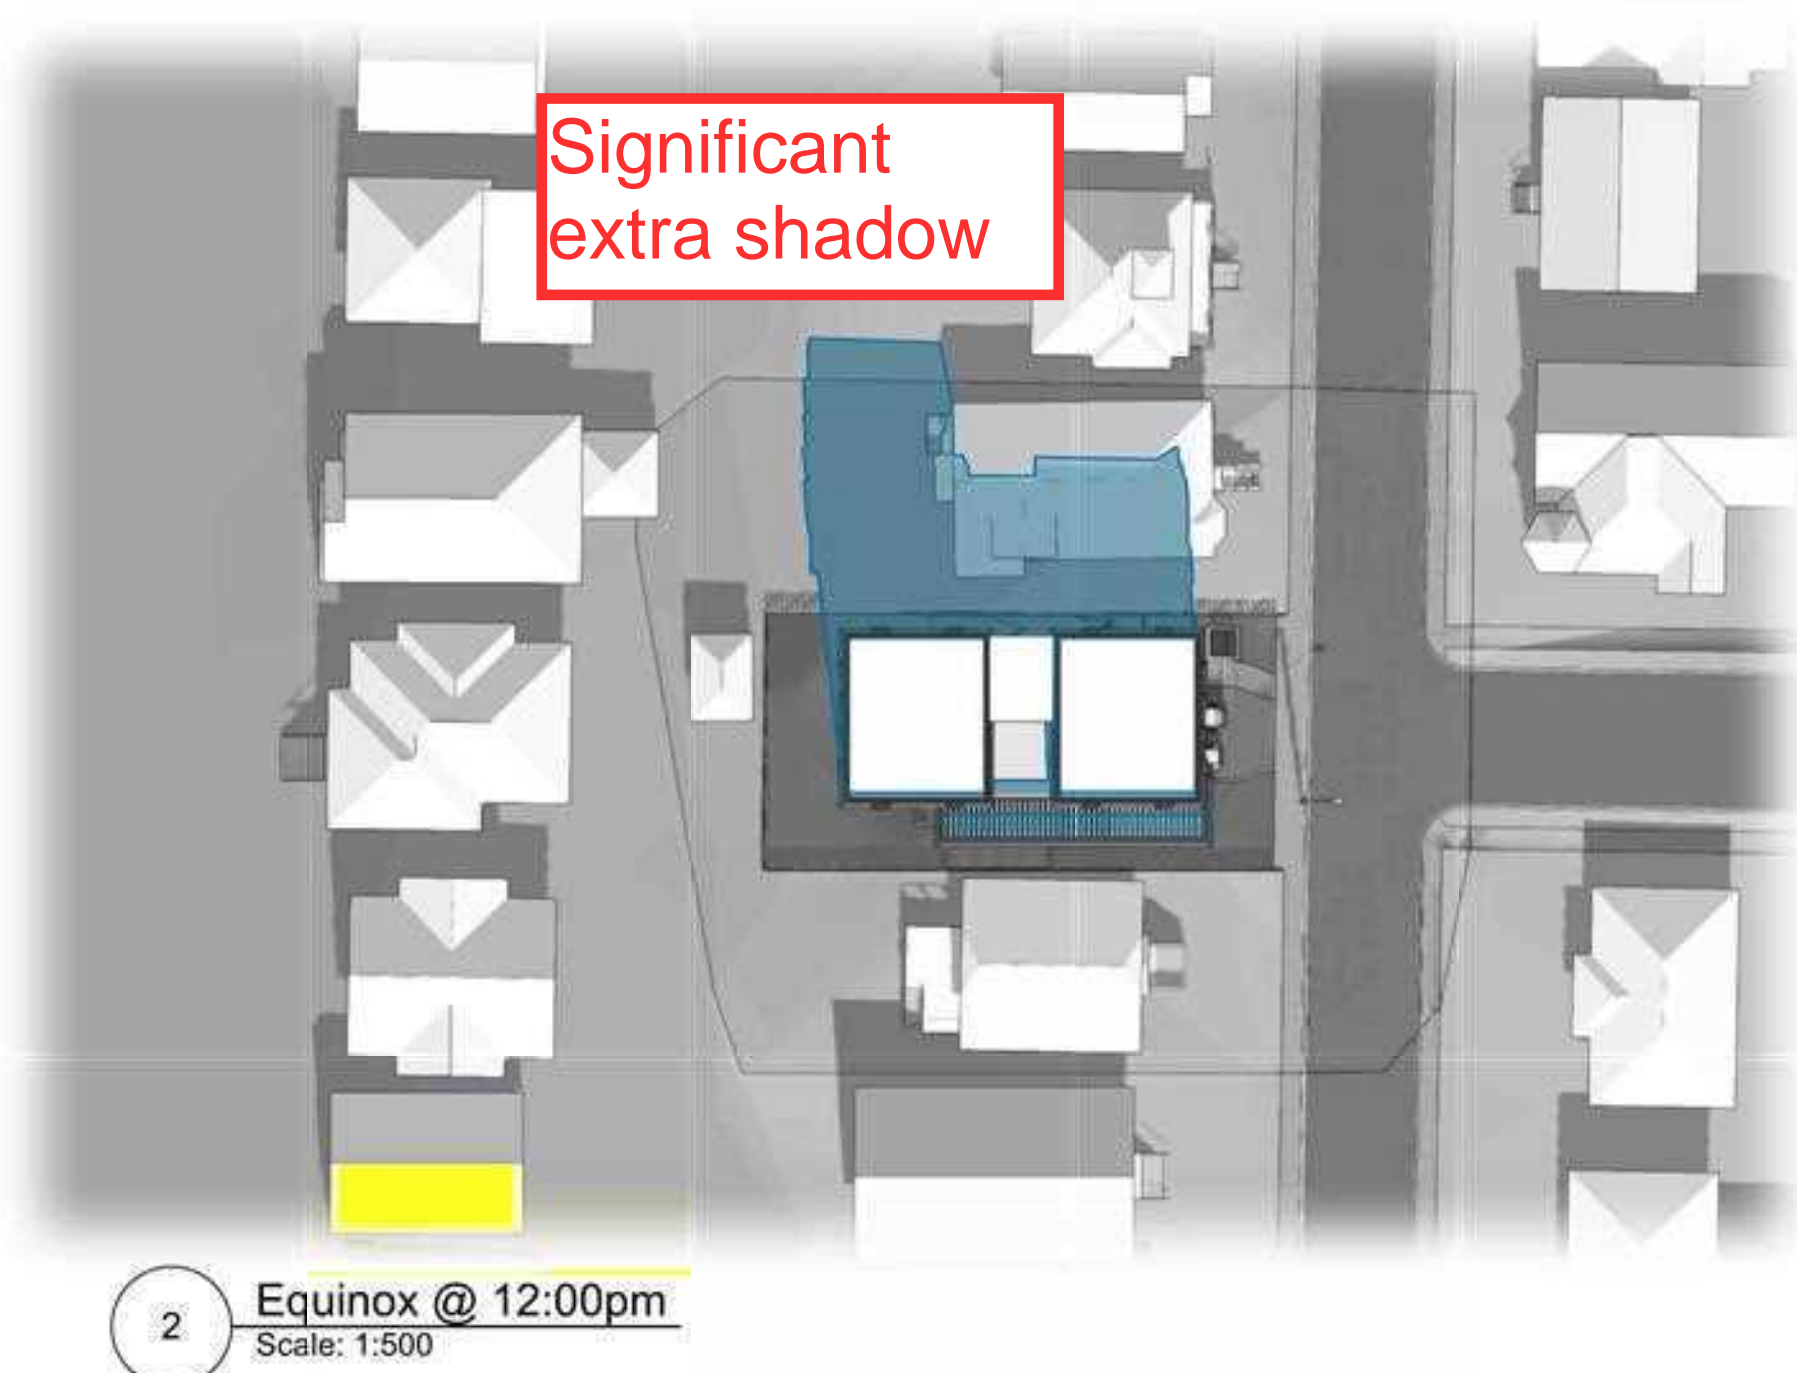 Significant
extra shadow
2
Equinox @ 12:00pm
Scale: 1:500